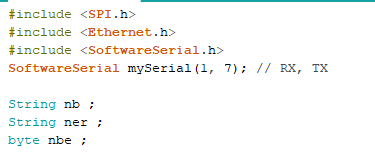 #include <SPI.h>
#include <Ethernet.h>
#include <SoftwareSerial.h>
SoftwareSerial mySerial(1, 7); // RX, TX
String nb ;
String ner ;
byte nbe ;